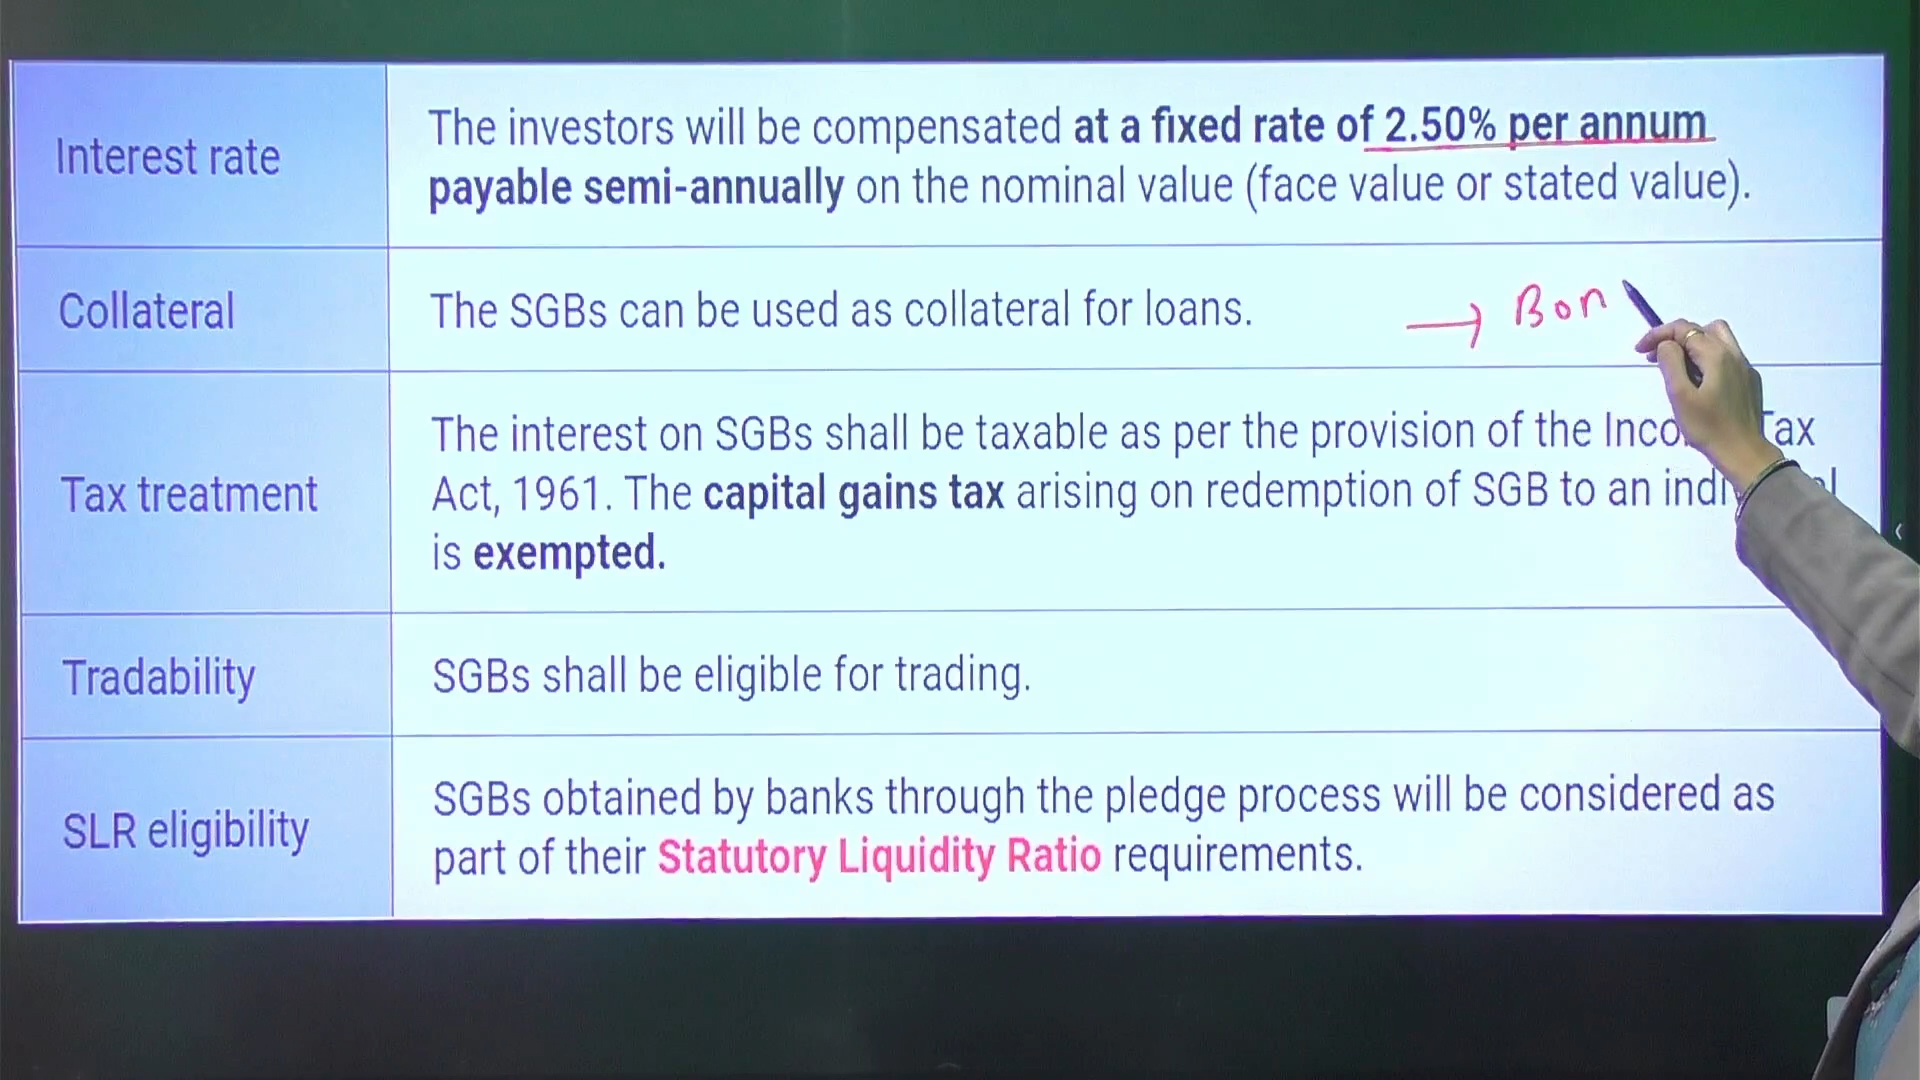 Interest rate
The investors will be compensated at a fixed rate of 2.50% per annum
payable semi-annually on the nominal value (face value or stated value).
Collateral
The SGBs can be used as collateral for loans.
→ Bon
Tax treatment
The interest on SGBs shall be taxable as per the provision of the Tax
Act, 1961. The capital gains tax arising on redemption of SGB to an
is exempted.
Tradability
SGBs shall be eligible for trading.
SLR eligibility
SGBs obtained by banks through the pledge process will be considered as
part of their Statutory Liquidity Ratio requirements.